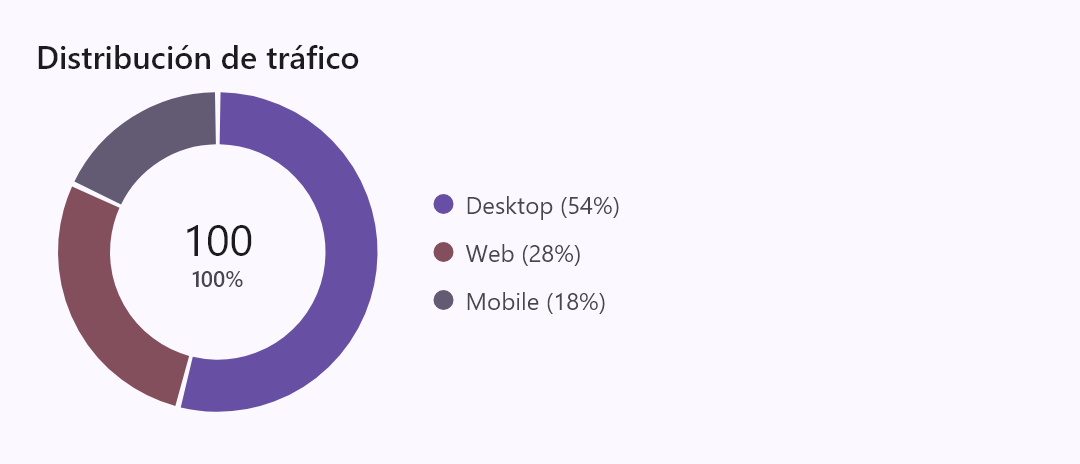 Distribución de tráfico
100
100%
Desktop (54%)
Web (28%)
Mobile (18%)